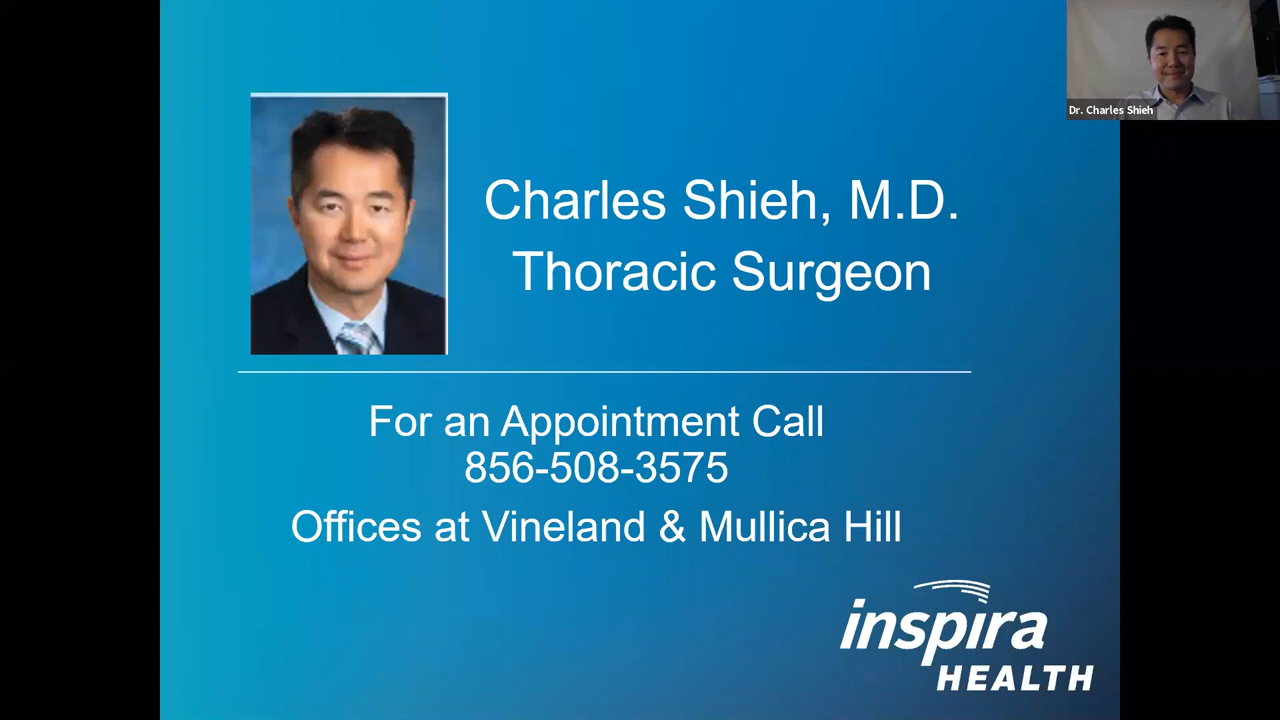 Dr. Charles Shieh
Charles Shieh, M.D.
Thoracic Surgeon
For an Appointment Call
856-508-3575
Offices at Vineland & Mullica Hill
inspira
HEALTH